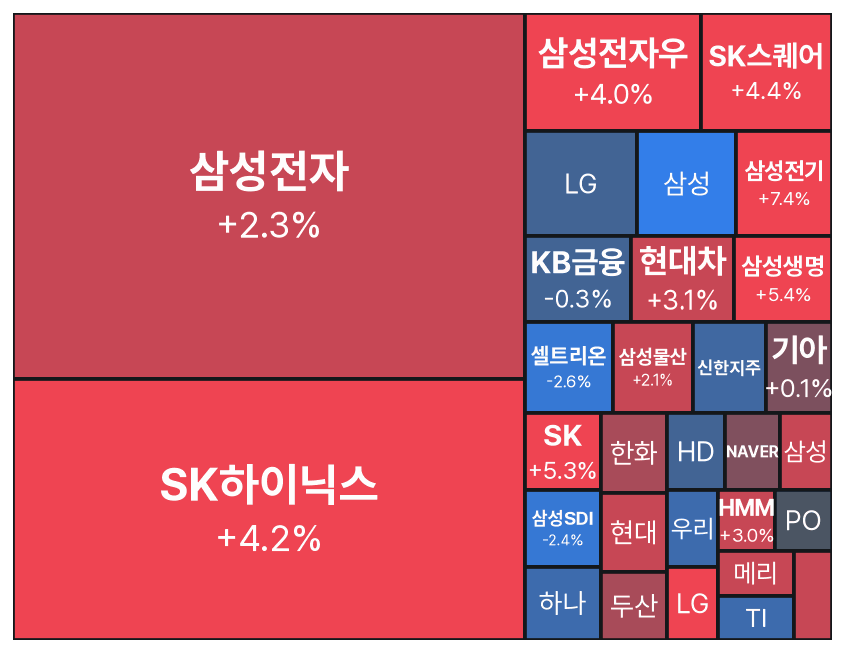 삼성전자
+2.3%
SK하이닉스
+4.2%
삼성전자우
+4.0%
SK스퀘어
+4.4%
LG
삼성
삼성전기
+7.4%
KB금융
-0.3%
현대차
+3.1%
삼성생명
+5.4%
셀트리온
-2.6%
삼성물산
+2.1%
신한지주
기아
+0.1%
SK
+5.3%
한화
HD
NAVER
삼성
삼성SDI
-2.4%
현대
우리
HMM
+3.0%
PO
하나
두산
LG
메리
TI